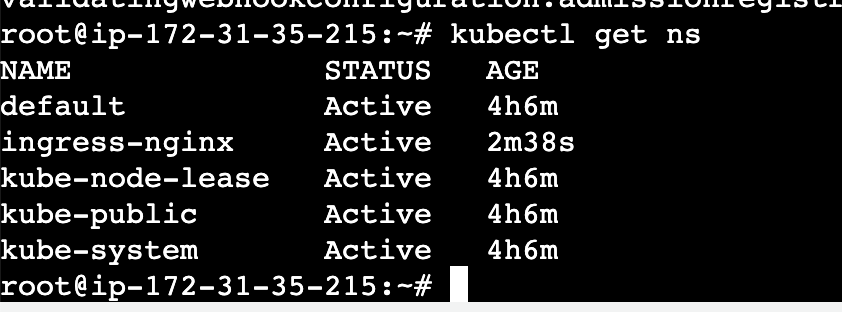 validatingwebhookconfiguration.admissionregistr
root@ip-172-31-35-215:~# kubectl get ns
NAME STATUS AGE
default Active 4h6m
ingress-nginx Active 2m38s
kube-node-lease Active 4h6m
kube-public Active 4h6m
kube-system Active 4h6m
root@ip-172-31-35-215:~#